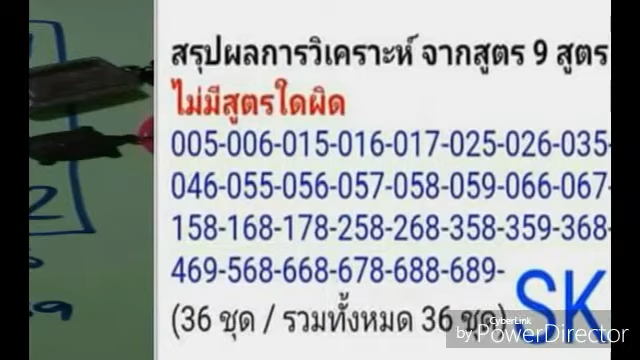 สรุปผลการวิเคราะห์ จากสูตร 9 สูตร
ไม่มีสูตรใดผิด
005-006-015-016-017-025-026-035-
046-055-056-057-058-059-066-067-
158-168-178-258-268-358-359-368-
469-568-668-678-688-689-
(36 ชุด / รวมทั้งหมด 36 ชุด)
SK
CyberLink
by PowerDirector
2
9